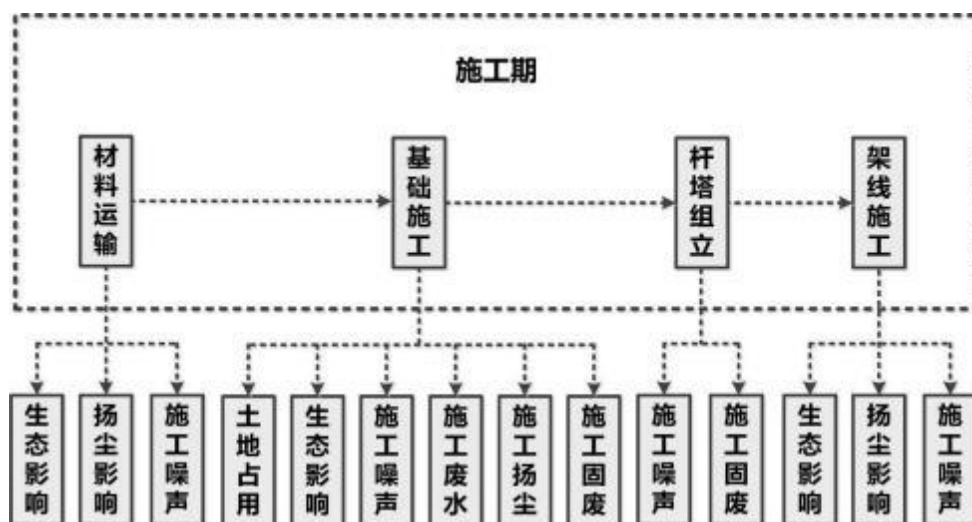 施工期
材料运输
基础施工
杆塔组立
架线施工
生态影响
扬尘影响
施工噪声
土地占用
生态影响
施工噪声
施工废水
施工扬尘
施工固废
施工噪声
施工固废
生态影响
扬尘影响
施工噪声